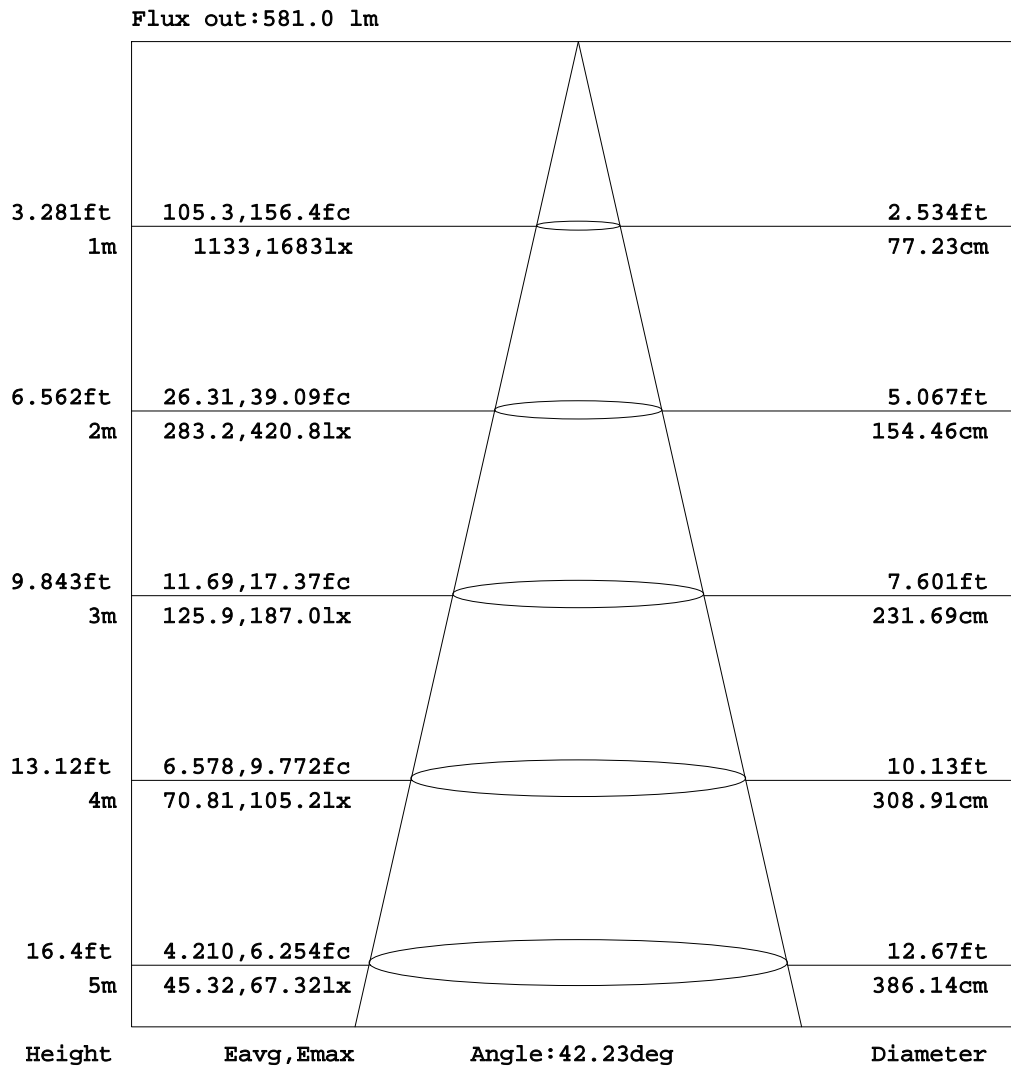 Flux out:581.0 lm
3.281ft 105.3,156.4fc 2.534ft
1m 1133,1683lx 77.23cm
6.562ft 26.31,39.09fc 5.067ft
2m 283.2,420.8lx 154.46cm
9.843ft 11.69,17.37fc 7.601ft
3m 125.9,187.0lx 231.69cm
13.12ft 6.578,9.772fc 10.13ft
4m 70.81,105.2lx 308.91cm
16.4ft 4.210,6.254fc 12.67ft
5m 45.32,67.32lx 386.14cm
Height Eavg,Emax Angle:42.23deg Diameter